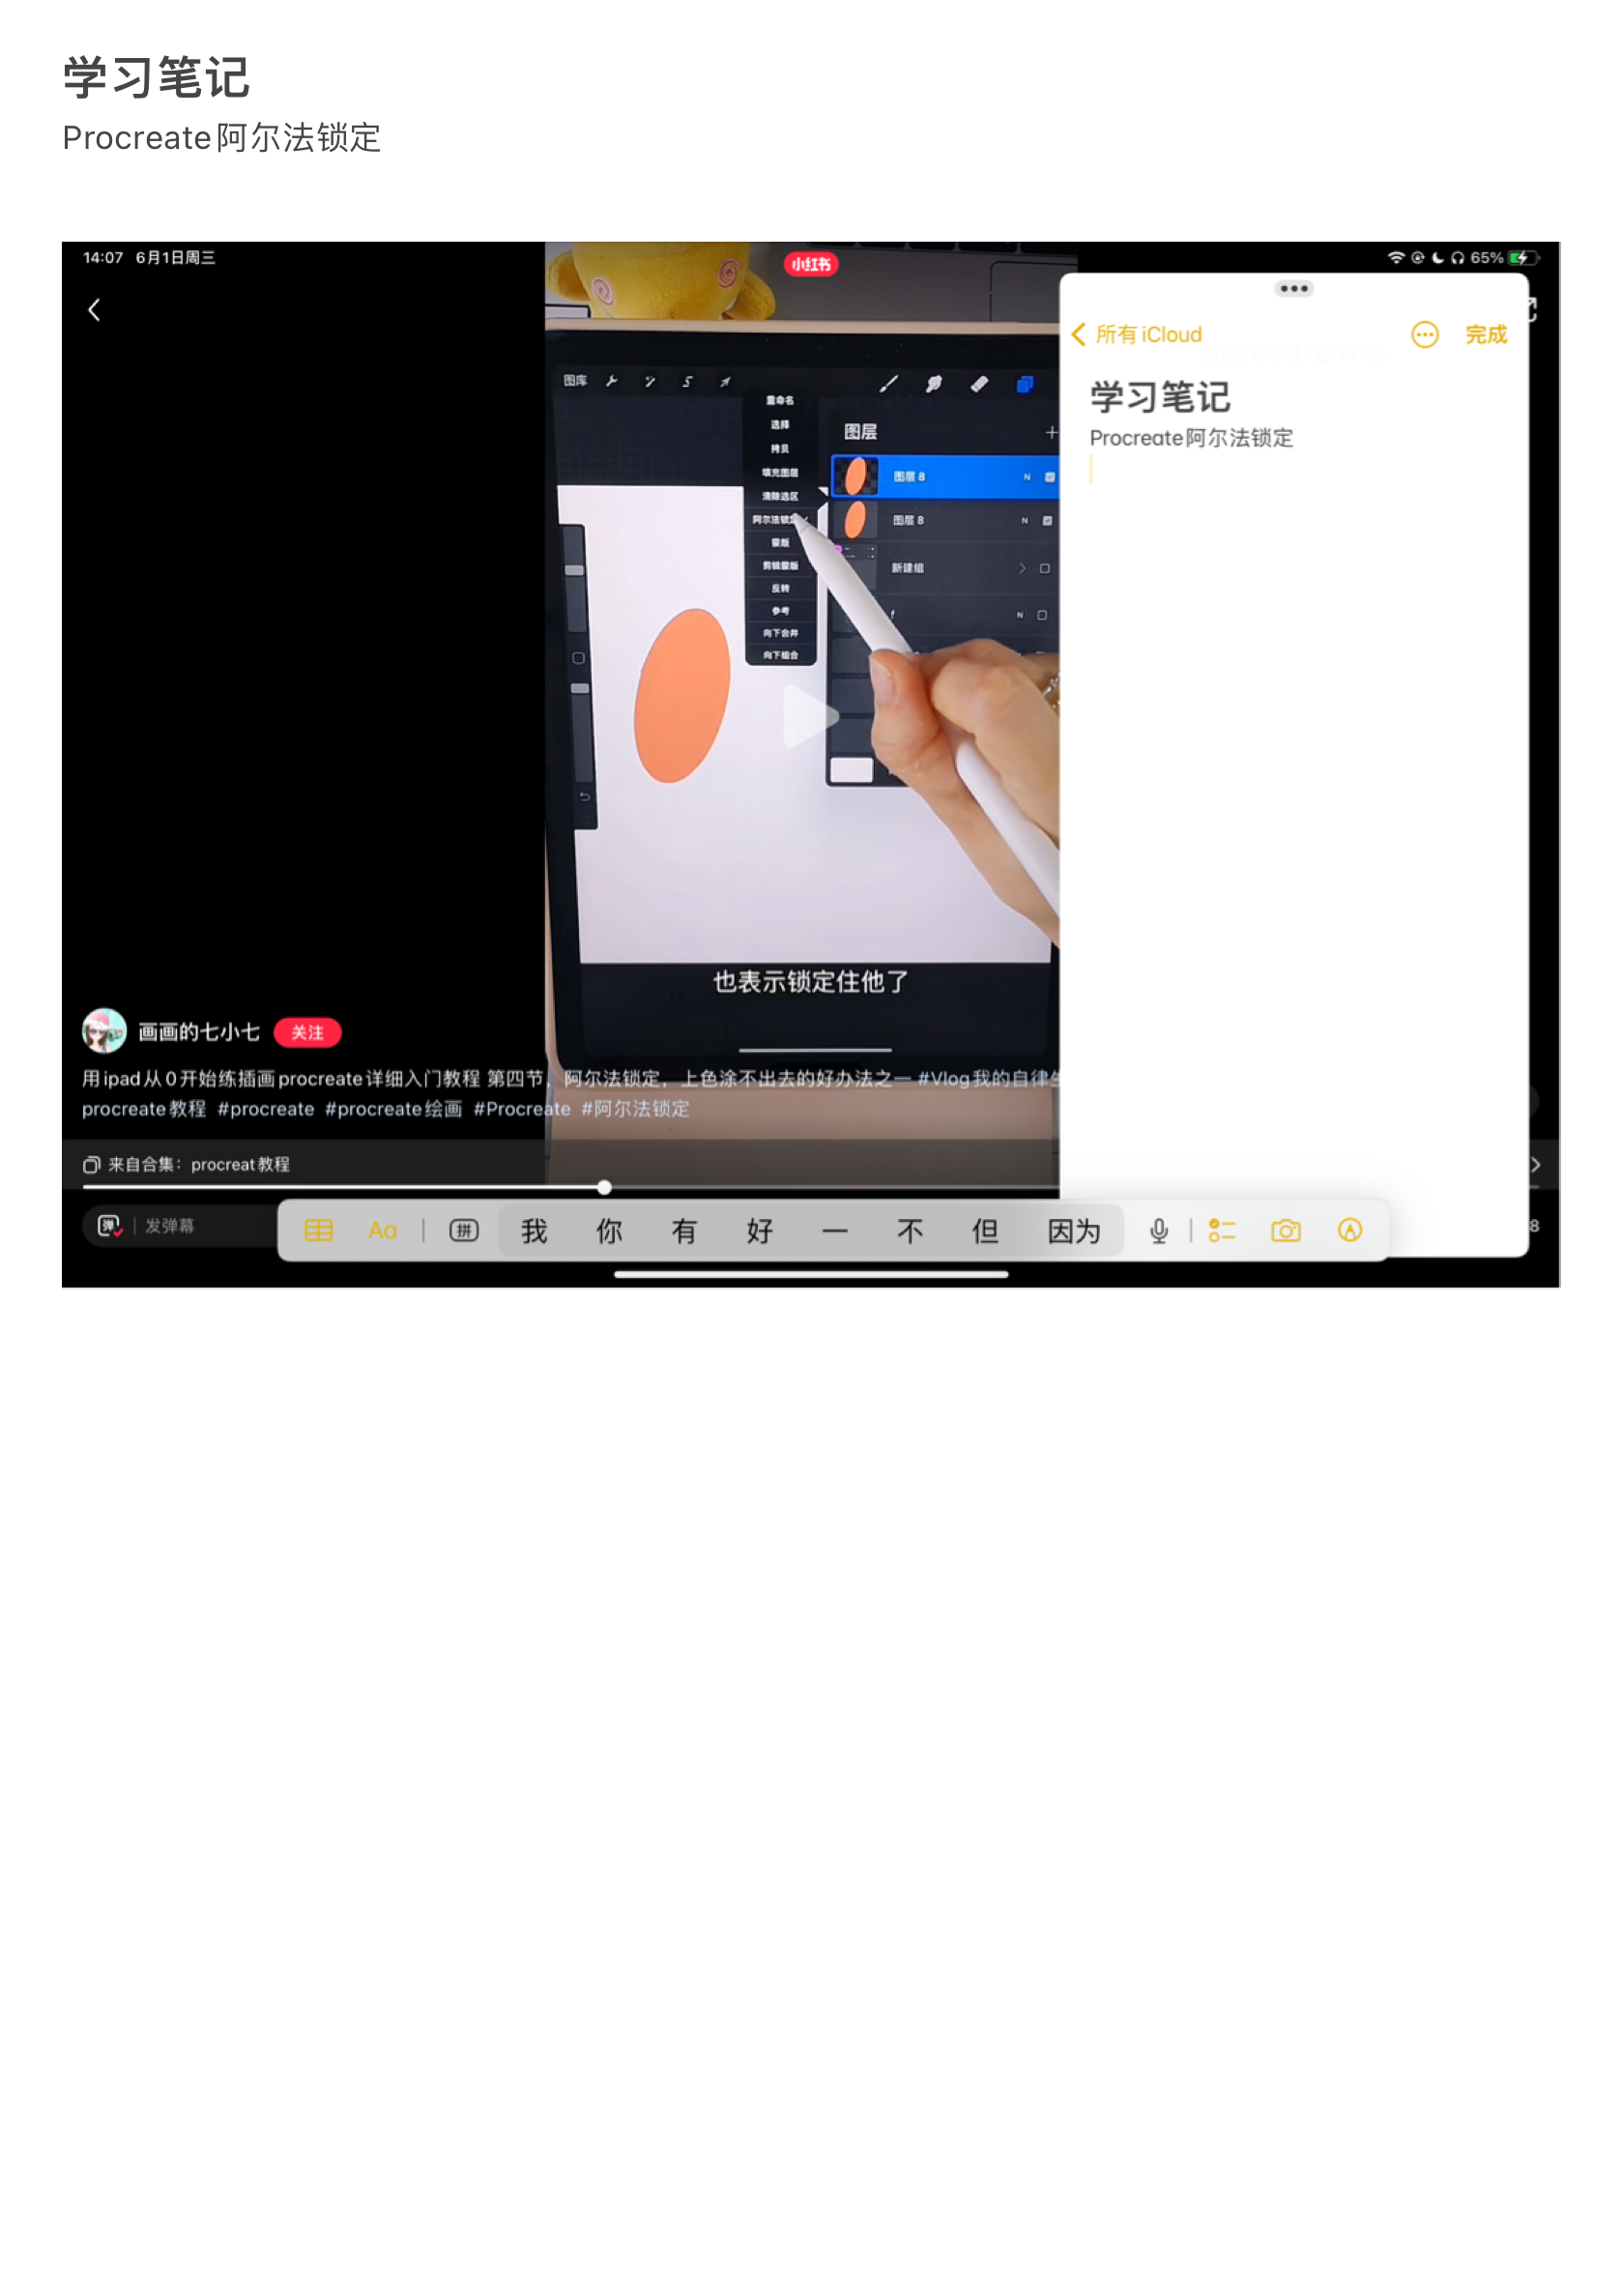 学习笔记
Procreate阿尔法锁定
14:07 6月1日周三
小红书
65%
所有 iCloud
完成
学习笔记
Procreate阿尔法锁定
图库
重命名
选择
拷贝
填充图层
清除选区
阿尔法锁定
蒙版
剪辑蒙版
反转
参考
向下合并
向下组合
图层
图层 8 N
图层 8 N
新建组
N
也表示锁定住他了
画画的七小七 关注
用ipad从0开始练插画procreate详细入门教程 第四节，阿尔法锁定，上色涂不出去的好办法之一 #Vlog我的自律
procreate教程 #procreate #procreate绘画 #Procreate #阿尔法锁定
来自合集：procreat教程
弹 发弹幕
Aa 拼 我 你 有 好 一 不 但 因为
8